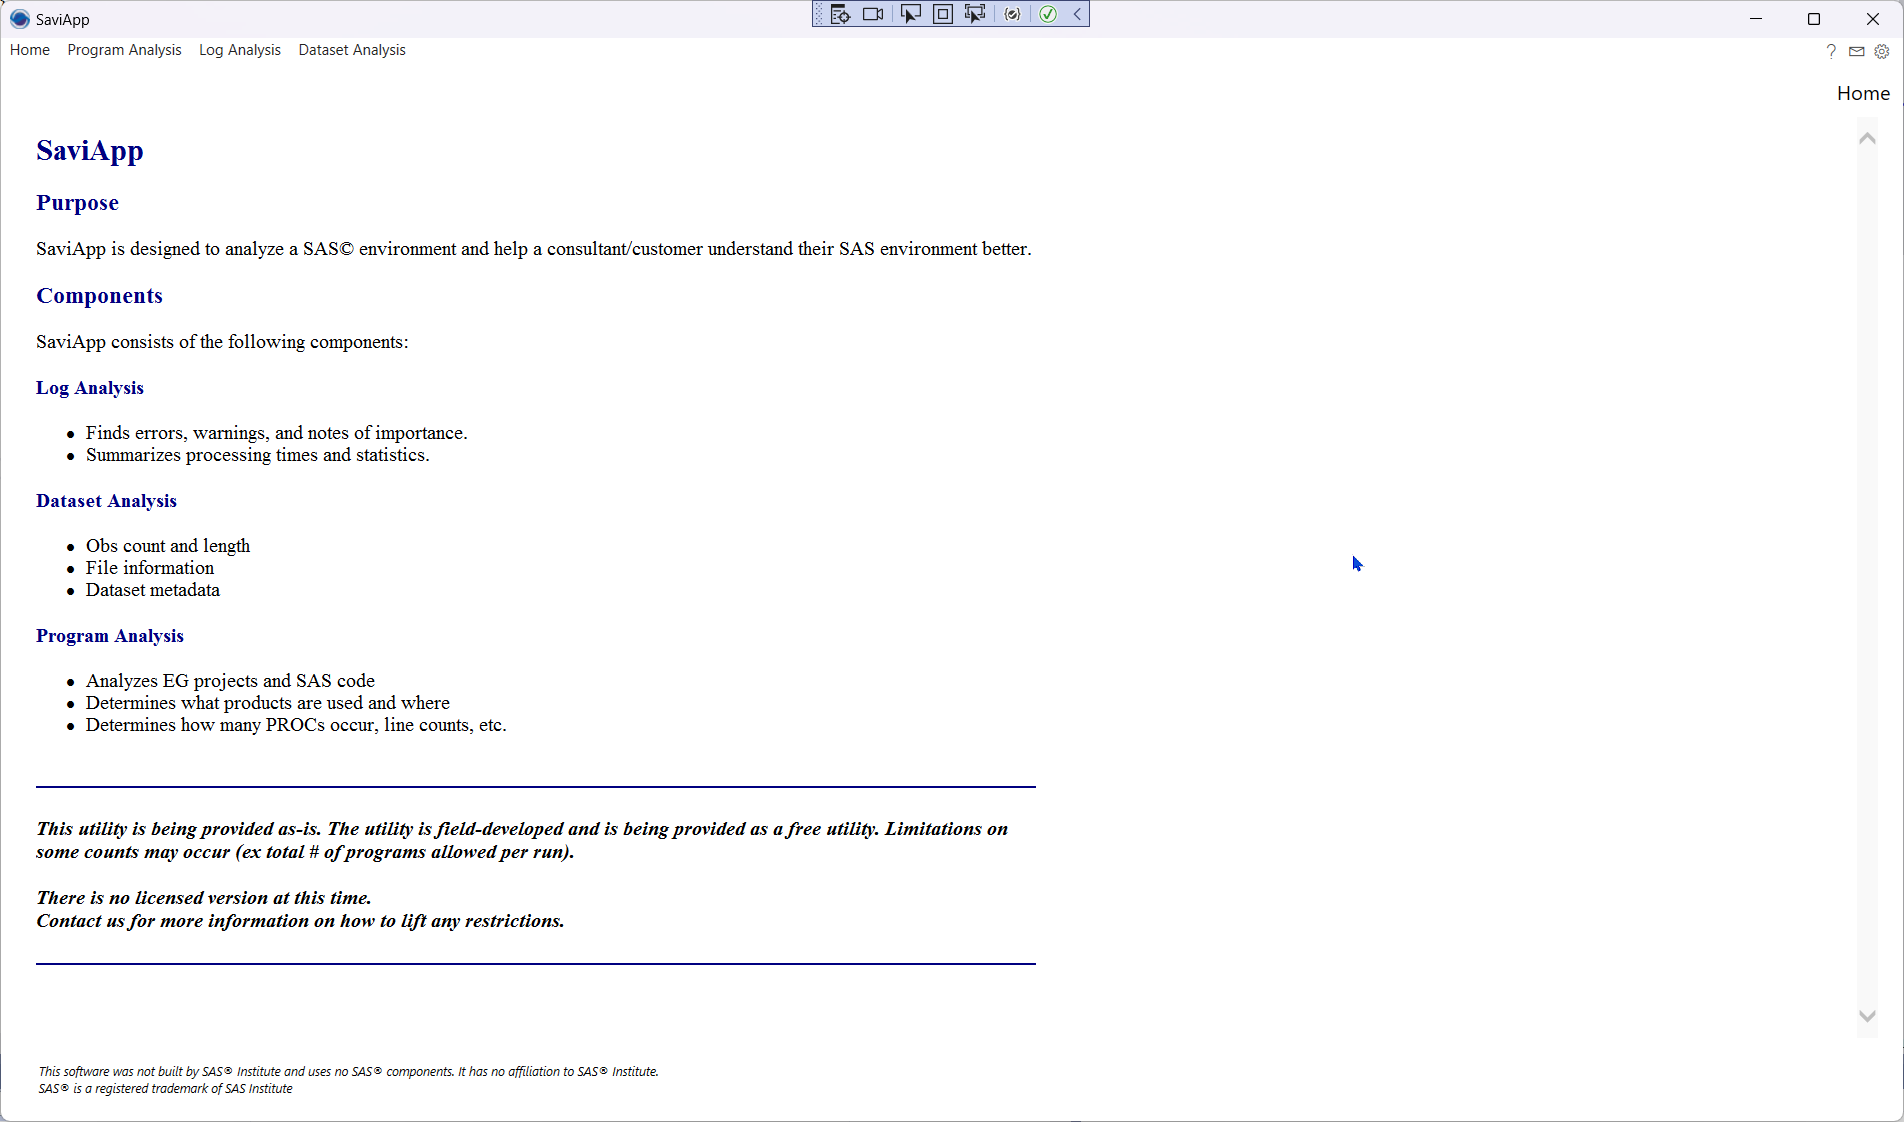 SaviApp
Home Program Analysis Log Analysis Dataset Analysis
Home
SaviApp
Purpose
SaviApp is designed to analyze a SAS© environment and help a consultant/customer understand their SAS environment better.
Components
SaviApp consists of the following components:
Log Analysis
• Finds errors, warnings, and notes of importance.
• Summarizes processing times and statistics.
Dataset Analysis
• Obs count and length
• File information
• Dataset metadata
Program Analysis
• Analyzes EG projects and SAS code
• Determines what products are used and where
• Determines how many PROCs occur, line counts, etc.
This utility is being provided as-is. The utility is field-developed and is being provided as a free utility. Limitations on
some counts may occur (ex total # of programs allowed per run).
There is no licensed version at this time.
Contact us for more information on how to lift any restrictions.
This software was not built by SAS® Institute and uses no SAS® components. It has no affiliation to SAS® Institute.
SAS® is a registered trademark of SAS Institute